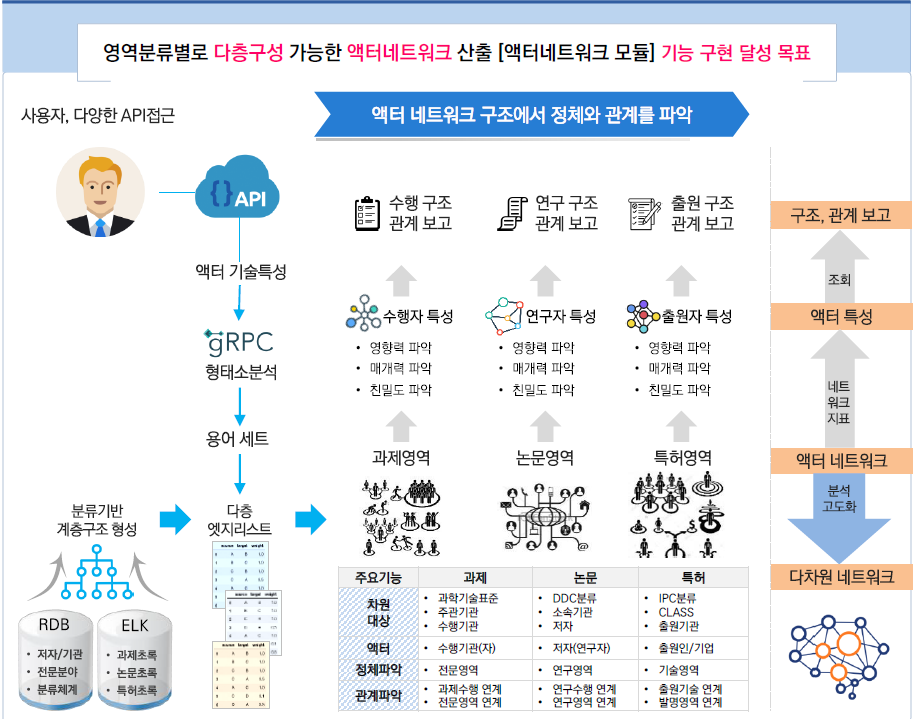 영역분류별로 다층구성 가능한 액터네트워크 산출 [액터네트워크 모듈] 기능 구현 달성 목표
사용자, 다양한 API접근
액터 네트워크 구조에서 정체와 관계를 파악
{} API
액터 기술특성
gRPC
형태소분석
용어 세트
다층
엣지리스트
분류기반
계층구조 형성
RDB
• 저자/기관
• 전문분야
• 분류체계
ELK
• 과제초록
• 논문초록
• 특허초록
수행 구조
관계 보고
연구 구조
관계 보고
출원 구조
관계 보고
수행자 특성
• 영향력 파악
• 매개력 파악
• 친밀도 파악
연구자 특성
• 영향력 파악
• 매개력 파악
• 친밀도 파악
출원자 특성
• 영향력 파악
• 매개력 파악
• 친밀도 파악
과제영역
논문영역
특허영역
주요기능 과제 논문 특허
차원
대상
• 과학기술표준
• 주관기관
• 수행기관
• DDC분류
• 소속기관
• 저자
• IPC분류
• CLASS
• 출원기관
액터 • 수행기관(자) • 저자(연구자) • 출원인/기업
정체파악 • 전문영역 • 연구영역 • 기술영역
관계파악
• 과제수행 연계
• 전문영역 연계
• 연구수행 연계
• 연구영역 연계
• 출원기술 연계
• 발명영역 연계
구조, 관계 보고
조회
액터 특성
네트
워크
지표
액터 네트워크
분석
고도화
다차원 네트워크
source target weight
source target weight
source target weight